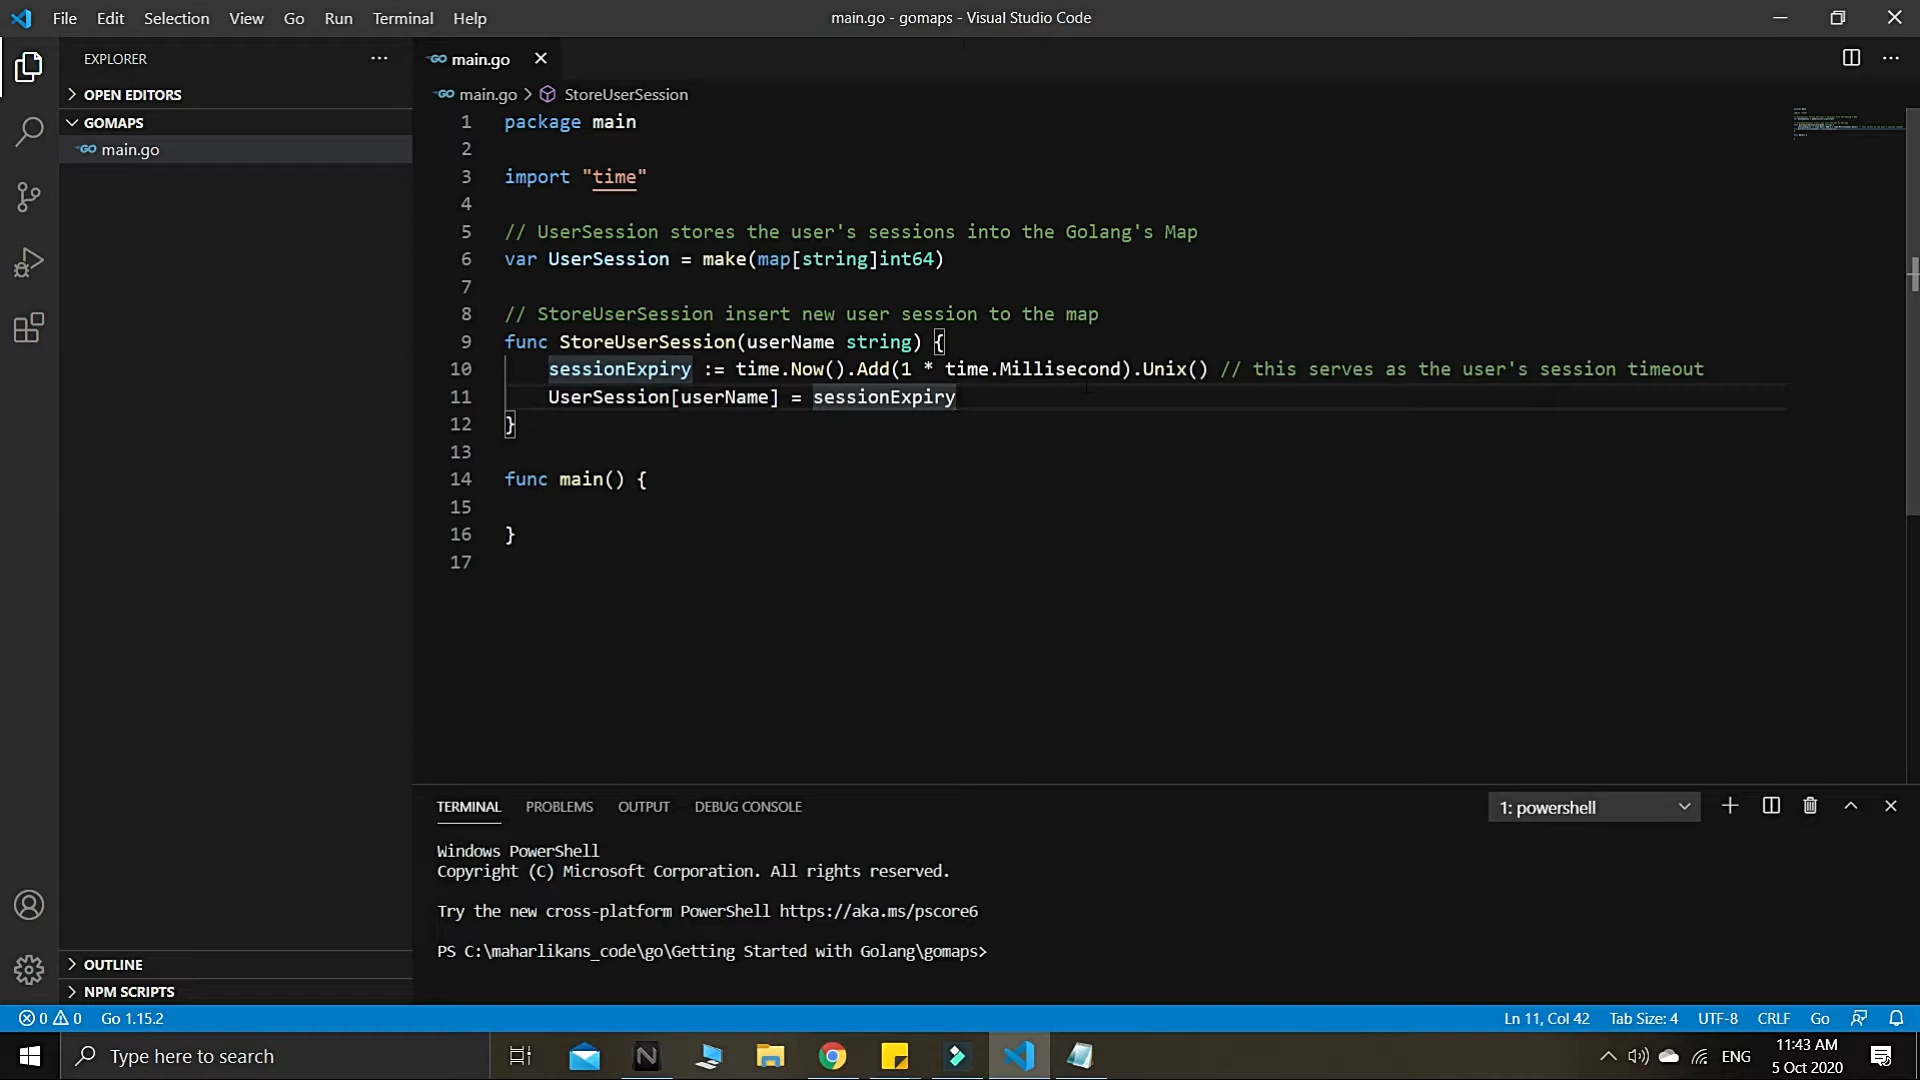 File Edit Selection View Go Run Terminal Help
main.go - gomaps - Visual Studio Code
EXPLORER
OPEN EDITORS
GOMAPS
main.go
OUTLINE
NPM SCRIPTS
main.go
main.go > StoreUserSession
1 package main
2
3 import "time"
4
5 // UserSession stores the user's sessions into the Golang's Map
6 var UserSession = make(map[string]int64)
7
8 // StoreUserSession insert new user session to the map
9 func StoreUserSession(userName string) {
10 sessionExpiry := time.Now().Add(1 * time.Millisecond).Unix() // this serves as the user's session timeout
11 UserSession[userName] = sessionExpiry
12 }
13
14 func main() {
15
16 }
17
TERMINAL PROBLEMS OUTPUT DEBUG CONSOLE
1: powershell
Windows PowerShell
Copyright (C) Microsoft Corporation. All rights reserved.
Try the new cross-platform PowerShell https://aka.ms/pscore6
PS C:\maharlikans_code\go\Getting Started with Golang\gomaps>
0 0 Go 1.15.2
Ln 11, Col 42 Tab Size: 4 UTF-8 CRLF Go
Type here to search
ENG
11:43 AM
5 Oct 2020